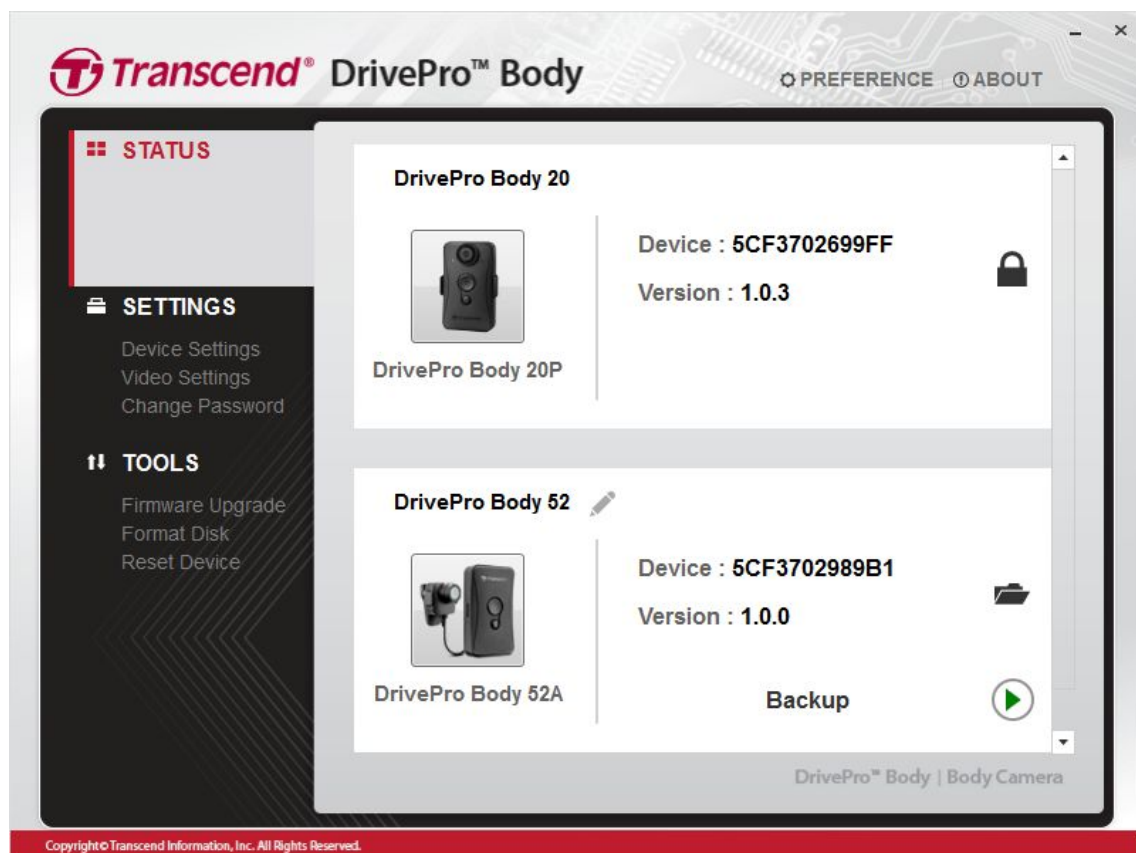 Transcend® DrivePro™ Body
PREFERENCE
ABOUT
STATUS
SETTINGS
Device Settings
Video Settings
Change Password
TOOLS
Firmware Upgrade
Format Disk
Reset Device
DrivePro Body 20
Device : 5CF3702699FF
Version : 1.0.3
DrivePro Body 20P
DrivePro Body 52
Device : 5CF3702989B1
Version : 1.0.0
DrivePro Body 52A
Backup
DrivePro™ Body | Body Camera
Copyright© Transcend Information, Inc. All Rights Reserved.